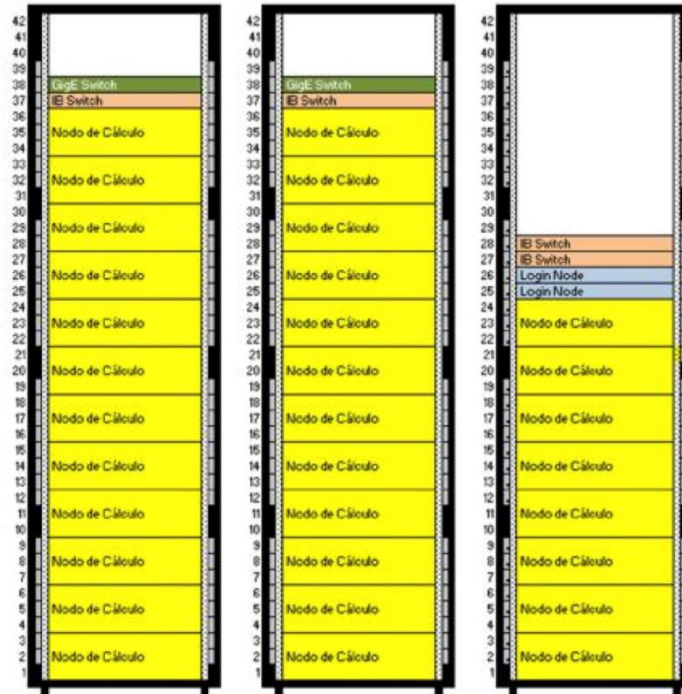 42
41
40
39
38 GigE Switch
37 IB Switch
36
35 Nodo de Cálculo
34
33
32 Nodo de Cálculo
31
30
29 Nodo de Cálculo
28
27
26 Nodo de Cálculo
25
24
23 Nodo de Cálculo
22
21
20 Nodo de Cálculo
19
18
17 Nodo de Cálculo
16
15
14 Nodo de Cálculo
13
12
11 Nodo de Cálculo
10
9
8 Nodo de Cálculo
7
6
5 Nodo de Cálculo
4
3
2 Nodo de Cálculo
1
42
41
40
39
38 GigE Switch
37 IB Switch
36
35 Nodo de Cálculo
34
33
32 Nodo de Cálculo
31
30
29 Nodo de Cálculo
28
27
26 Nodo de Cálculo
25
24
23 Nodo de Cálculo
22
21
20 Nodo de Cálculo
19
18
17 Nodo de Cálculo
16
15
14 Nodo de Cálculo
13
12
11 Nodo de Cálculo
10
9
8 Nodo de Cálculo
7
6
5 Nodo de Cálculo
4
3
2 Nodo de Cálculo
1
42
41
40
39
38
37
36
35
34
33
32
31
30
29
28 IB Switch
27 IB Switch
26 Login Node
25 Login Node
24
23 Nodo de Cálculo
22
21
20 Nodo de Cálculo
19
18
17 Nodo de Cálculo
16
15
14 Nodo de Cálculo
13
12
11 Nodo de Cálculo
10
9
8 Nodo de Cálculo
7
6
5 Nodo de Cálculo
4
3
2 Nodo de Cálculo
1